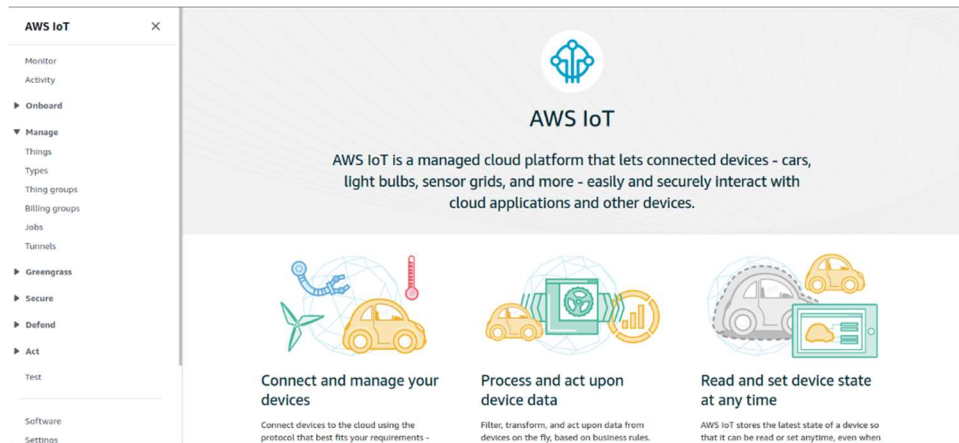 AWS IoT
Monitor
Activity
Onboard
Manage
Things
Types
Thing groups
Billing groups
Jobs
Tunnels
Greengrass
Secure
Defend
Act
Test
Software
Settings
AWS IoT
AWS IoT is a managed cloud platform that lets connected devices - cars,
light bulbs, sensor grids, and more - easily and securely interact with
cloud applications and other devices.
Connect and manage your
devices
Connect devices to the cloud using the
protocol that best fits your requirements -
Process and act upon
device data
Filter, transform, and act upon data from
devices on the fly, based on business rules.
Read and set device state
at any time
AWS IoT stores the latest state of a device so
that it can be read or set anytime, even when